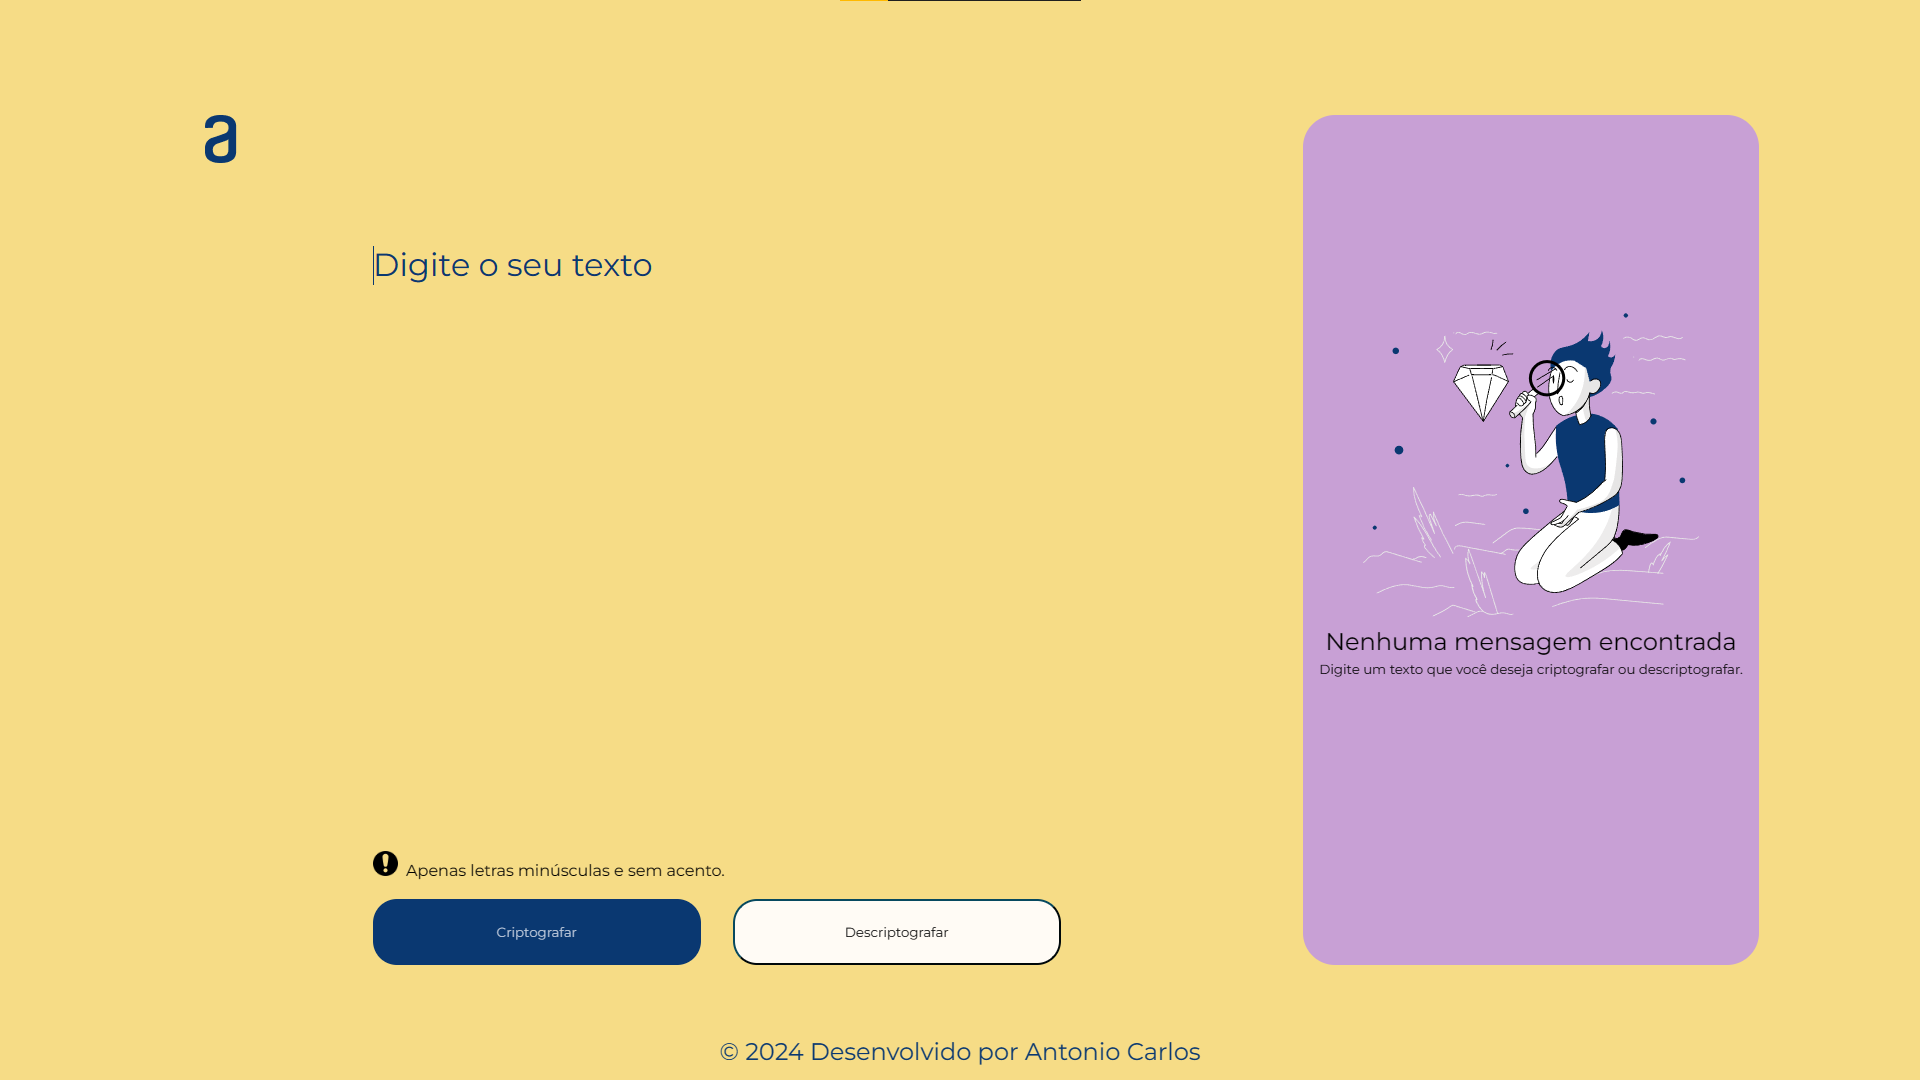 a
Digite o seu texto
Apenas letras minúsculas e sem acento.
Criptografar
Descriptografar
Nenhuma mensagem encontrada
Digite um texto que você deseja criptografar ou descriptografar.
© 2024 Desenvolvido por Antonio Carlos